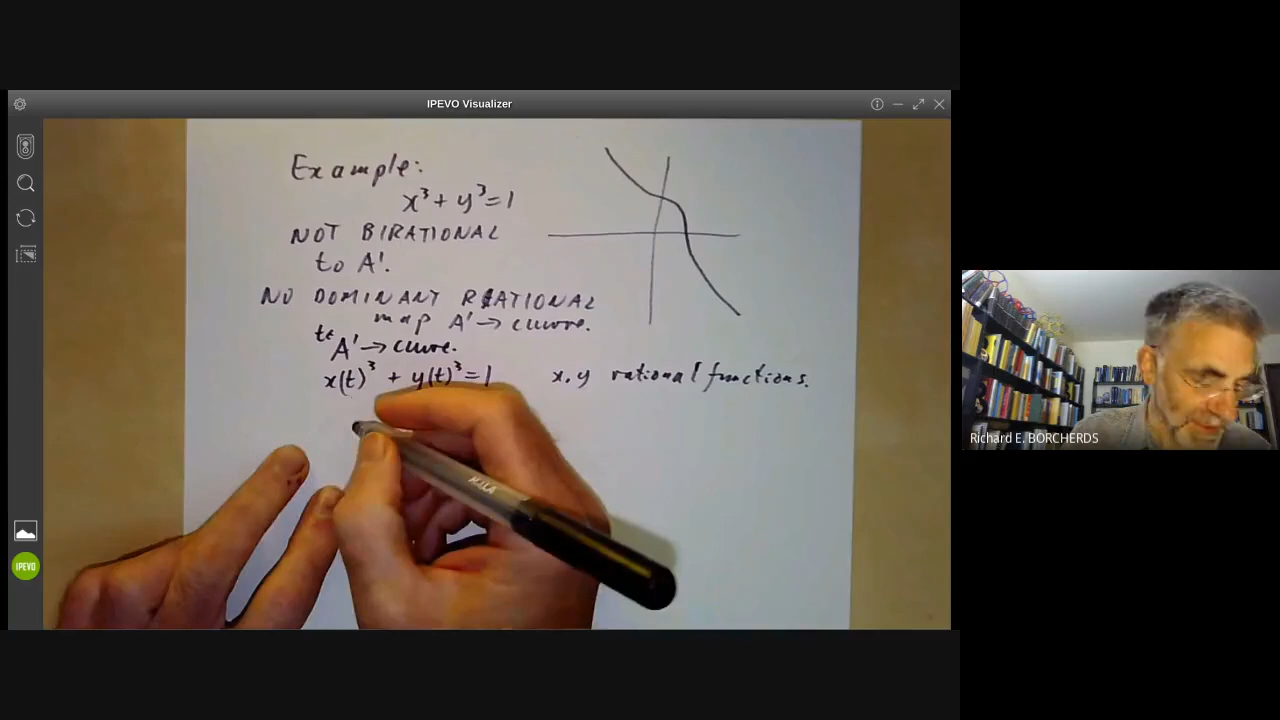 IPEVO Visualizer
Example:
x³ + y³ = 1
NOT BIRATIONAL
to A¹.
NO DOMINANT RATIONAL
map A¹ → curve.
t∈
A¹ → curve.
x(t)³ + y(t)³ = 1 x, y rational functions.
Richard E. BORCHERDS
IPEVO